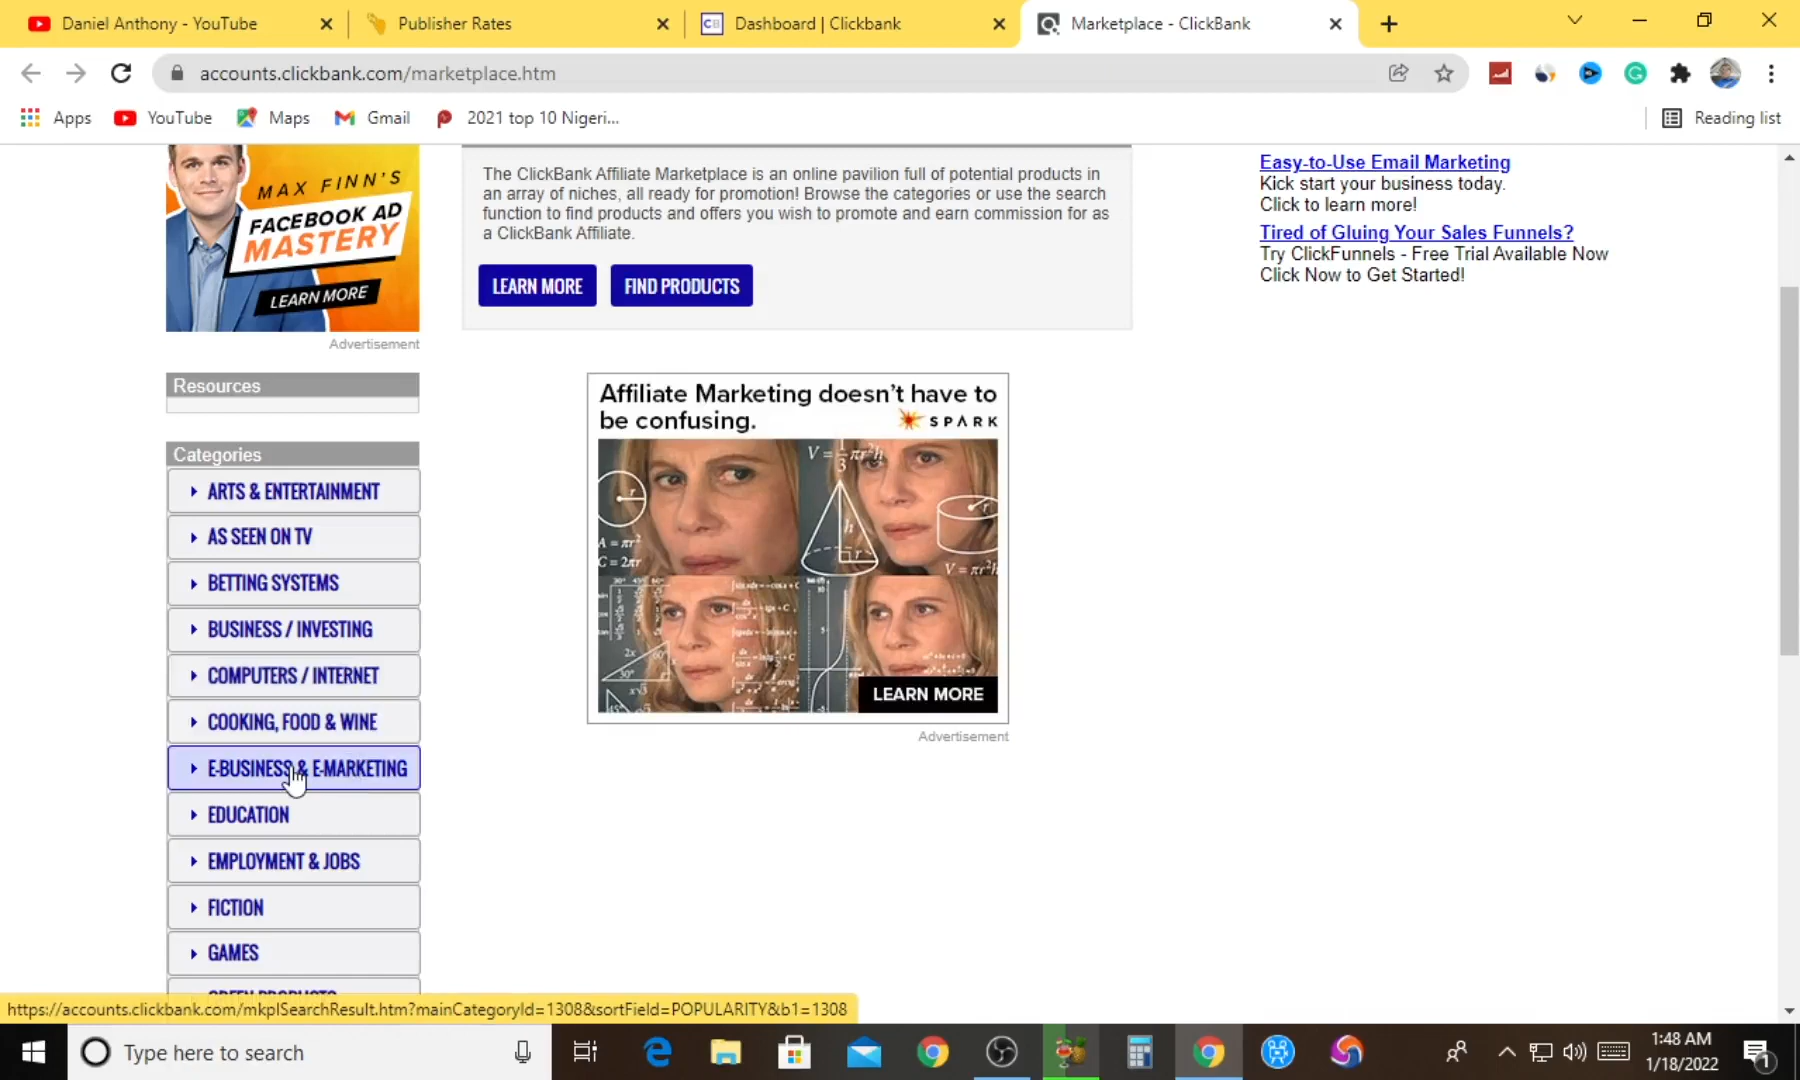 Daniel Anthony - YouTube
Publisher Rates
CB
Dashboard | Clickbank
Marketplace - ClickBank
accounts.clickbank.com/marketplace.htm
Apps
YouTube
Maps
Gmail
2021 top 10 Nigeri...
Reading list
MAX FINN'S
FACEBOOK AD
MASTERY
LEARN MORE
Advertisement
The ClickBank Affiliate Marketplace is an online pavilion full of potential products in
an array of niches, all ready for promotion! Browse the categories or use the search
function to find products and offers you wish to promote and earn commission for as
a ClickBank Affiliate.
LEARN MORE
FIND PRODUCTS
Easy-to-Use Email Marketing
Kick start your business today.
Click to learn more!
Tired of Gluing Your Sales Funnels?
Try ClickFunnels - Free Trial Available Now
Click Now to Get Started!
Resources
Categories
ARTS & ENTERTAINMENT
AS SEEN ON TV
BETTING SYSTEMS
BUSINESS / INVESTING
COMPUTERS / INTERNET
COOKING, FOOD & WINE
E-BUSINESS & E-MARKETING
EDUCATION
EMPLOYMENT & JOBS
FICTION
GAMES
GREEN PRODUCTS
Affiliate Marketing doesn't have to
be confusing.
SPARK
A = πr²
C = 2πr
LEARN MORE
Advertisement
https://accounts.clickbank.com/mkplSearchResult.htm?mainCategoryId=1308&sortField=POPULARITY&b1=1308
Type here to search
1:48 AM
1/18/2022
1